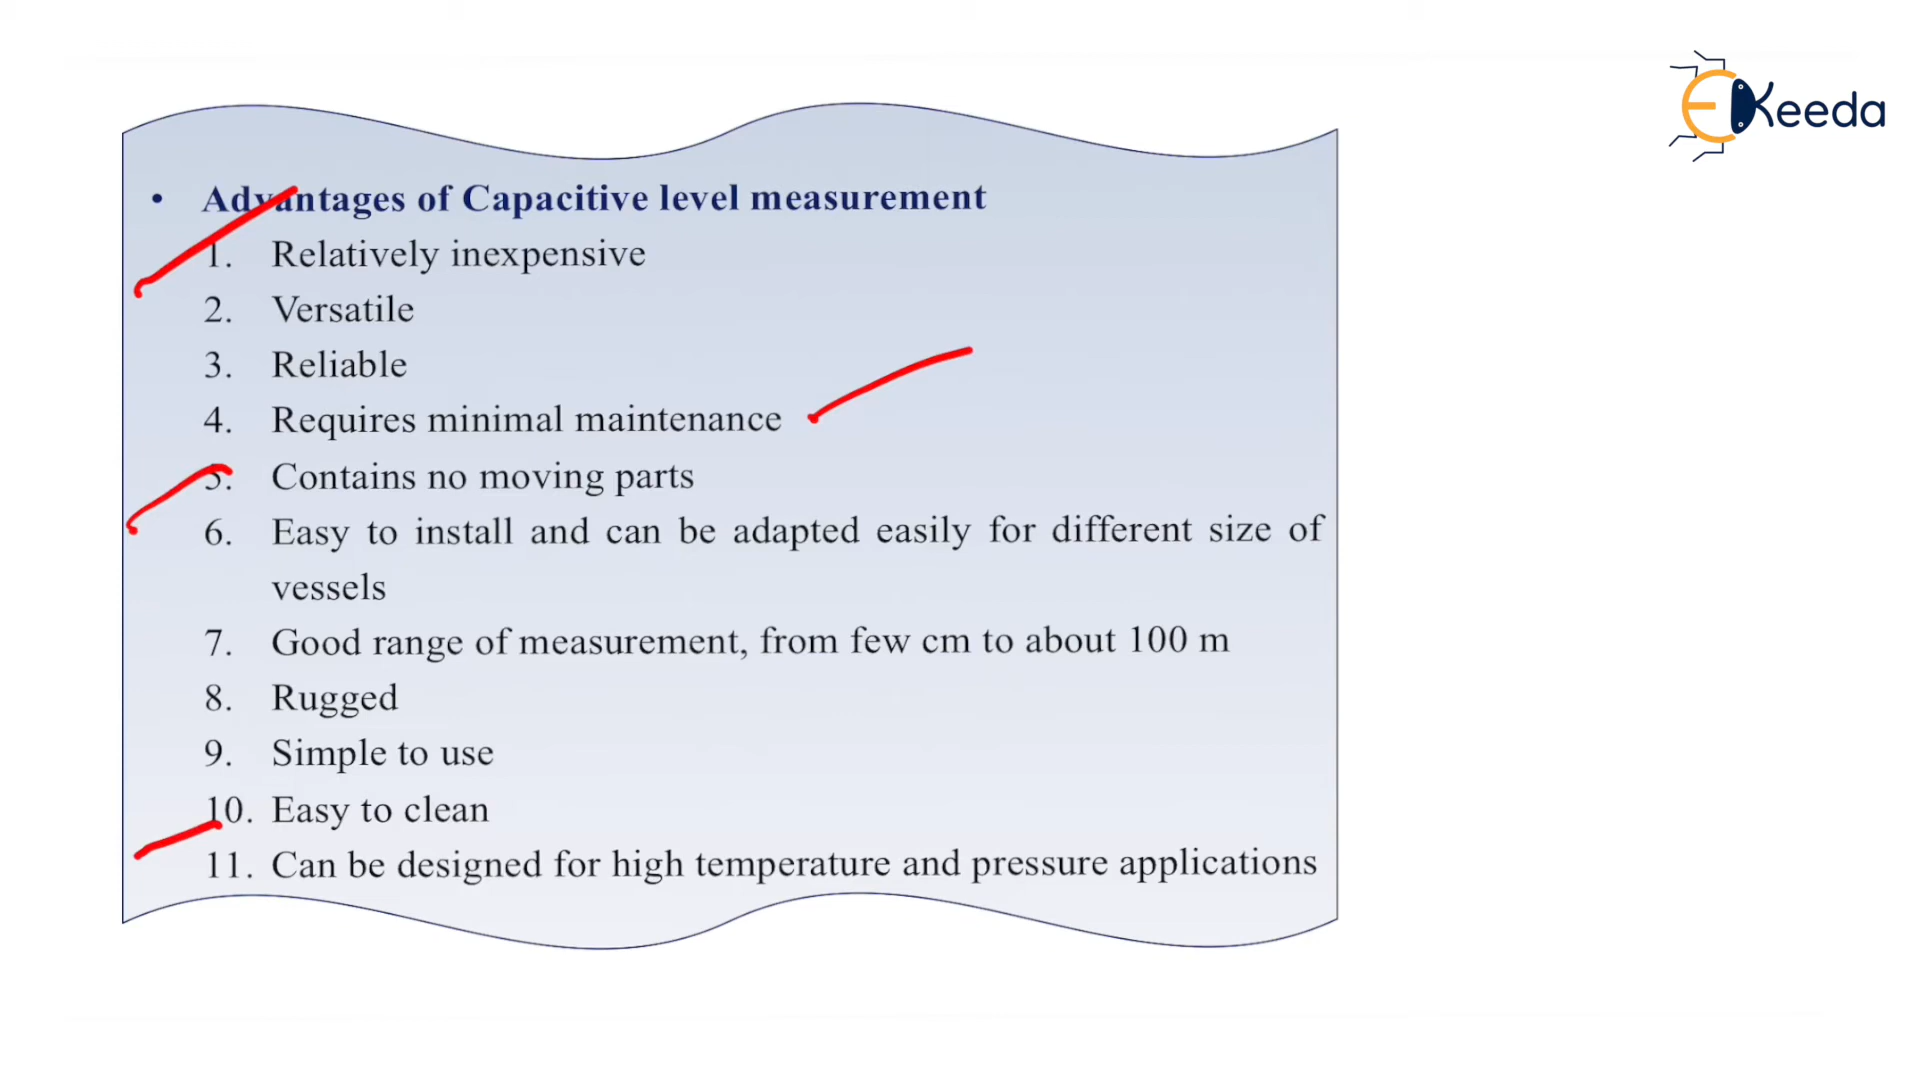 EKeeda
• Advantages of Capacitive level measurement
1. Relatively inexpensive
2. Versatile
3. Reliable
4. Requires minimal maintenance
5. Contains no moving parts
6. Easy to install and can be adapted easily for different size of
vessels
7. Good range of measurement, from few cm to about 100 m
8. Rugged
9. Simple to use
10. Easy to clean
11. Can be designed for high temperature and pressure applications